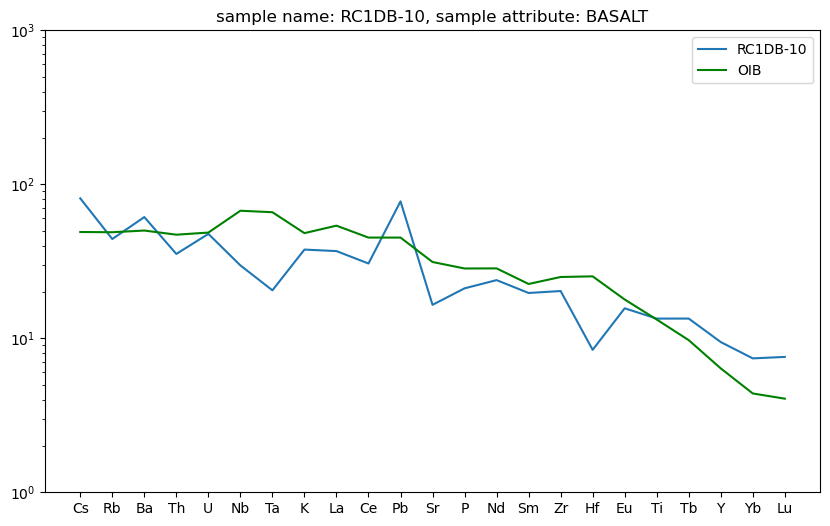 sample name: RC1DB-10, sample attribute: BASALT
RC1DB-10
OIB
10³
10²
10¹
10⁰
Cs Rb Ba Th U Nb Ta K La Ce Pb Sr P Nd Sm Zr Hf Eu Ti Tb Y Yb Lu